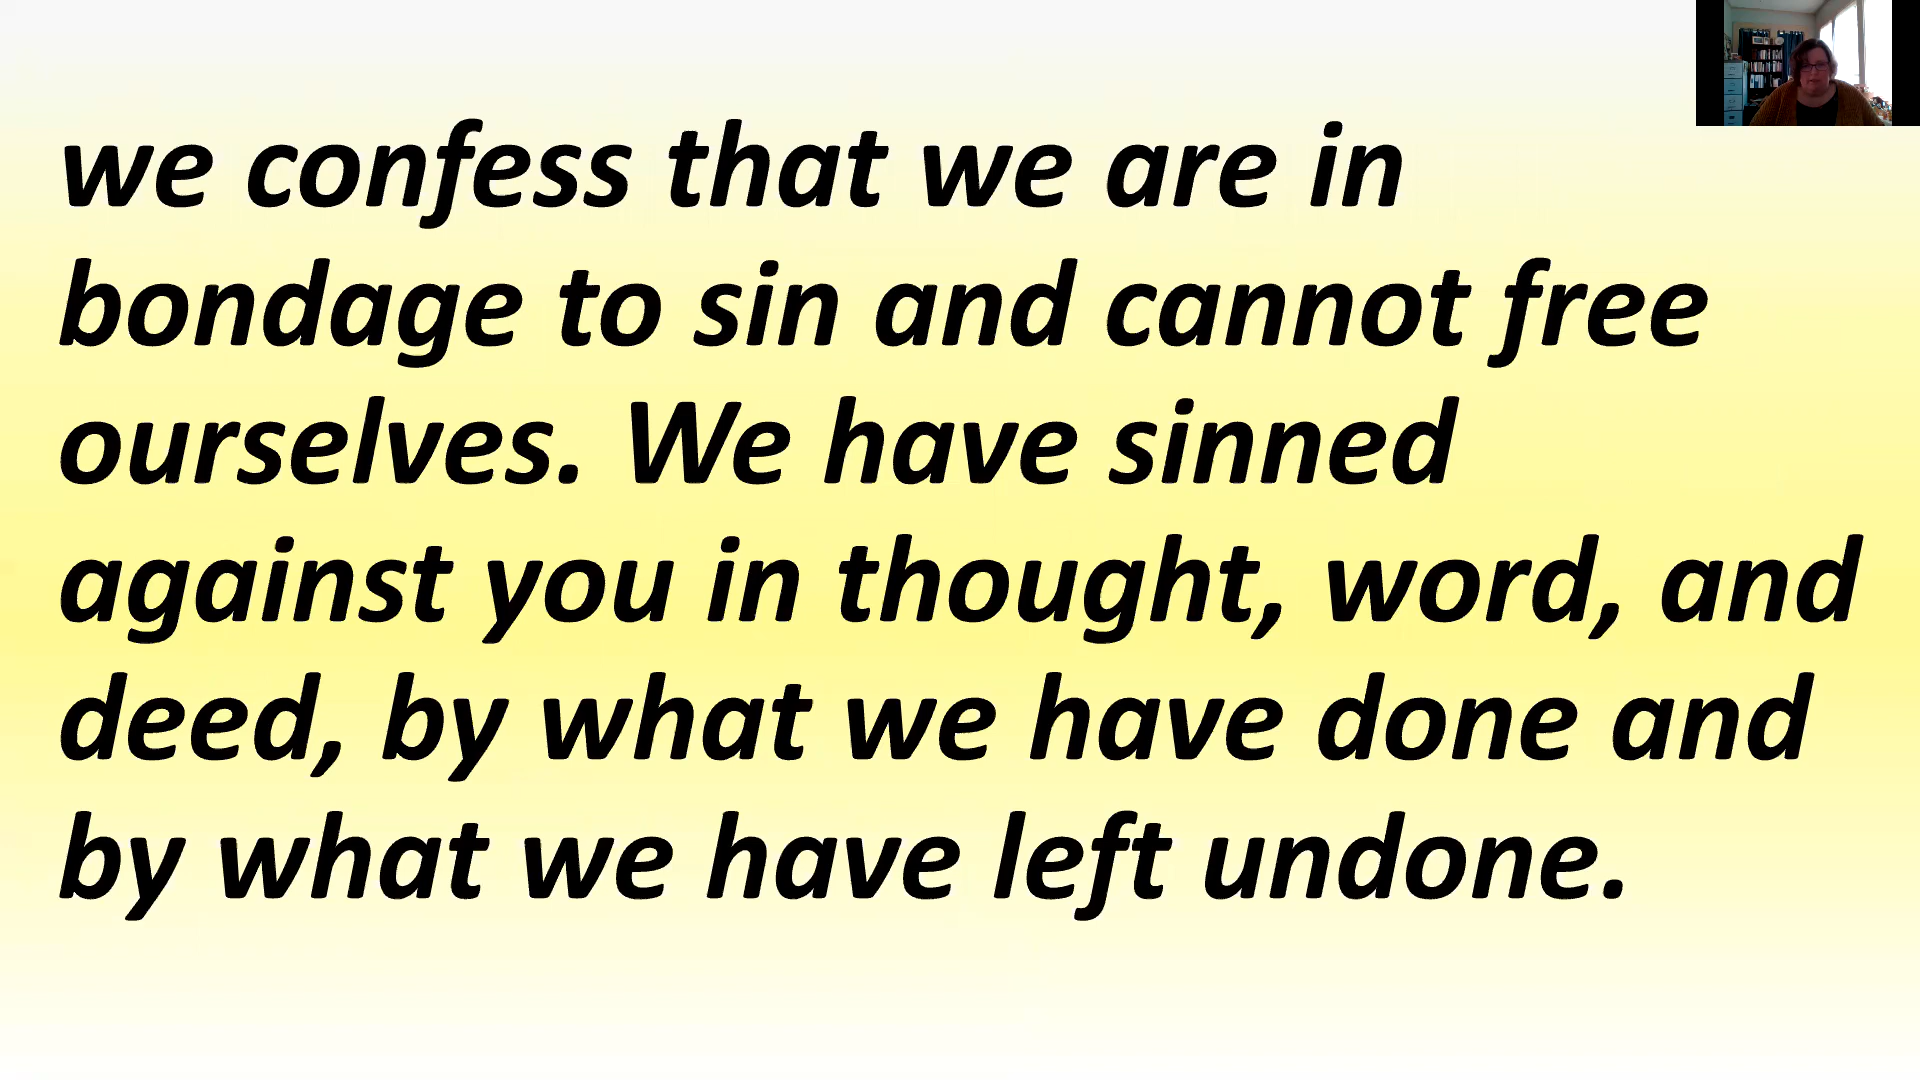 we confess that we are in
bondage to sin and cannot free
ourselves. We have sinned
against you in thought, word, and
deed, by what we have done and
by what we have left undone.